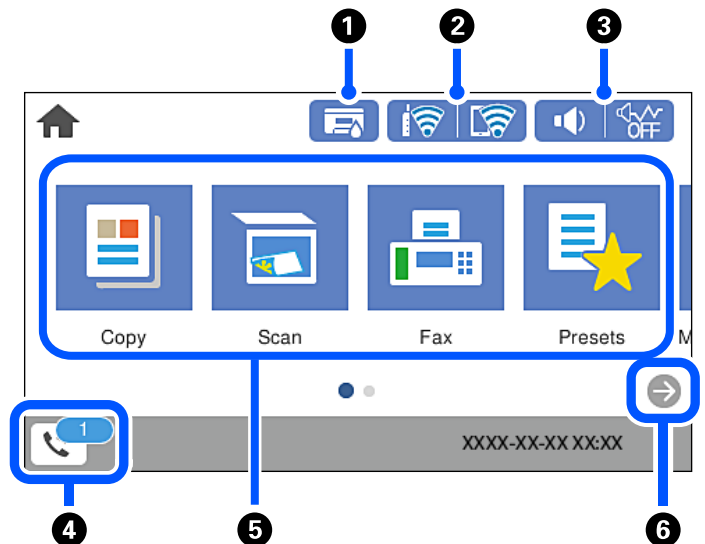 1 2 3
OFF
Copy Scan Fax Presets M
1
XXXX-XX-XX XX:XX
4 5 6